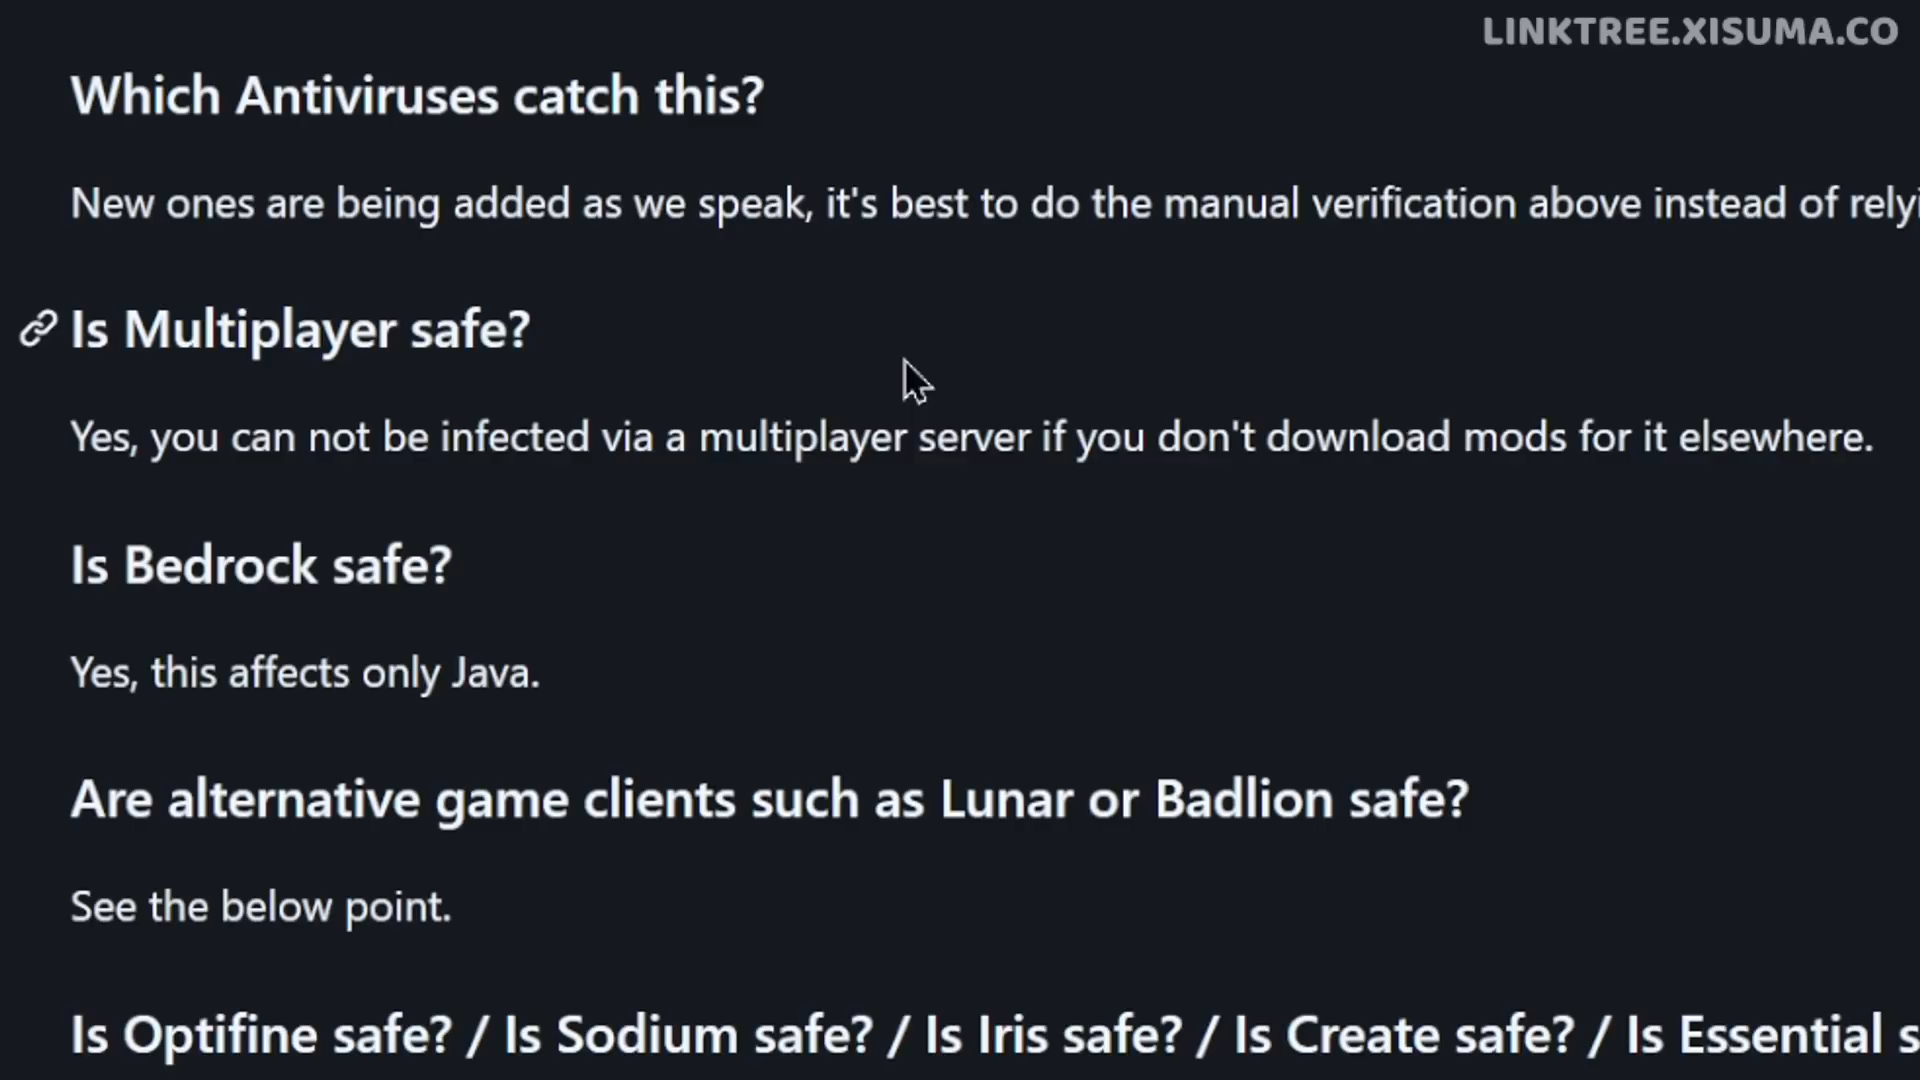 LINKTREE.XISUMA.CO
Which Antiviruses catch this?
New ones are being added as we speak, it's best to do the manual verification above instead of
Is Multiplayer safe?
Yes, you can not be infected via a multiplayer server if you don't download mods for it elsewhere.
Is Bedrock safe?
Yes, this affects only Java.
Are alternative game clients such as Lunar or Badlion safe?
See the below point.
Is Optifine safe? / Is Sodium safe? / Is Iris safe? / Is Create safe? / Is Essential